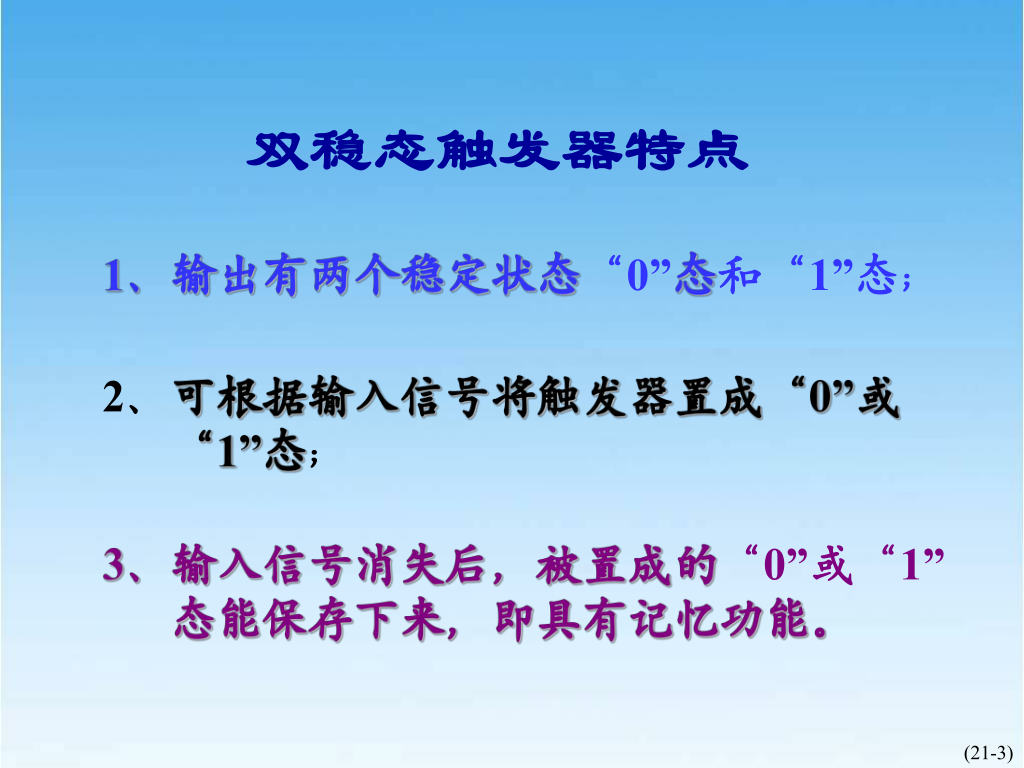 双稳态触发器特点
1、输出有两个稳定状态“0”态和“1”态;
2、可根据输入信号将触发器置成“0”或
“1”态;
3、输入信号消失后，被置成的“0”或“1”
态能保存下来，即具有记忆功能。
(21-3)